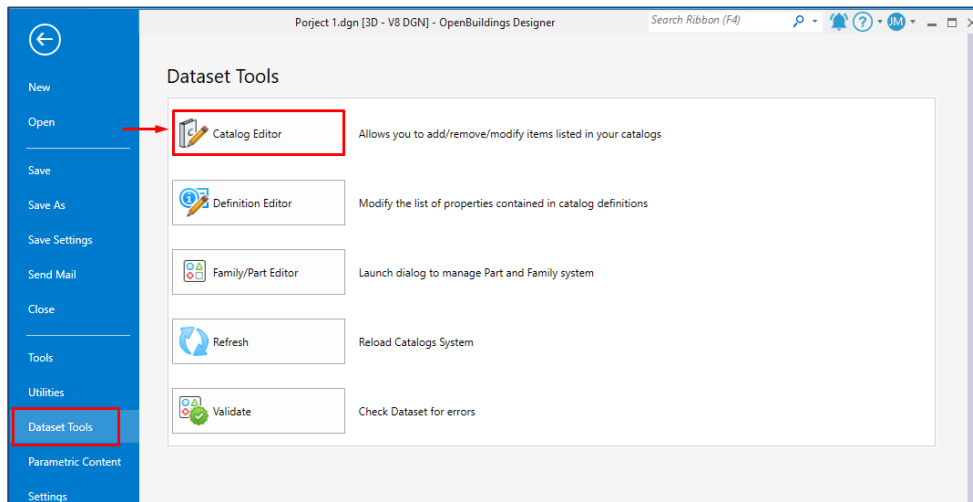 Porject 1.dgn [3D - V8 DGN] - OpenBuildings Designer
Search Ribbon (F4)
JM
New
Open
Save
Save As
Save Settings
Send Mail
Close
Tools
Utilities
Dataset Tools
Parametric Content
Settings
Dataset Tools
Catalog Editor
Allows you to add/remove/modify items listed in your catalogs
Definition Editor
Modify the list of properties contained in catalog definitions
Family/Part Editor
Launch dialog to manage Part and Family system
Refresh
Reload Catalogs System
Validate
Check Dataset for errors